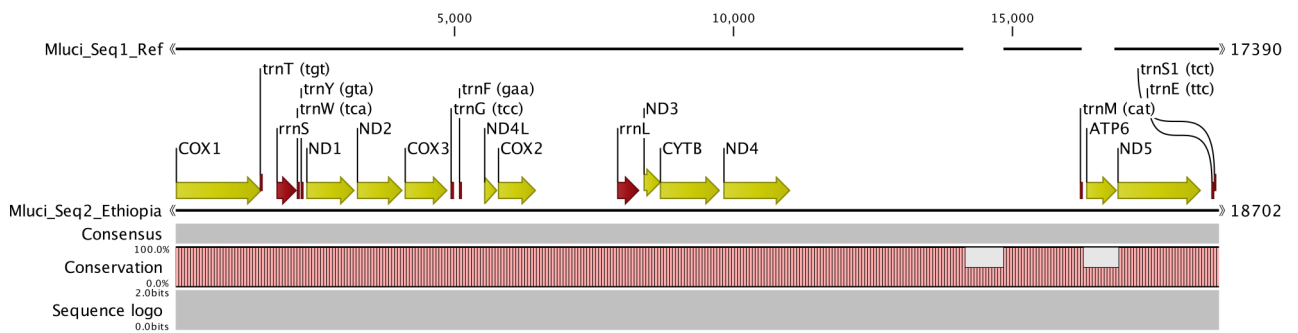 5,000 10,000 15,000
Mluci_Seq1_Ref 17390
trnT (tgt) trnS1 (tct)
trnY (gta) trnF (gaa) trnE (ttc)
trnW (tca) trnG (tcc) ND3 trnM (cat)
rrnS ND2 ND4L rrnL ATP6
COX1 ND1 COX3 COX2 CYTB ND4 ND5
Mluci_Seq2_Ethiopia 18702
Consensus
100.0%
Conservation
0.0%
2.0bits
Sequence logo
0.0bits